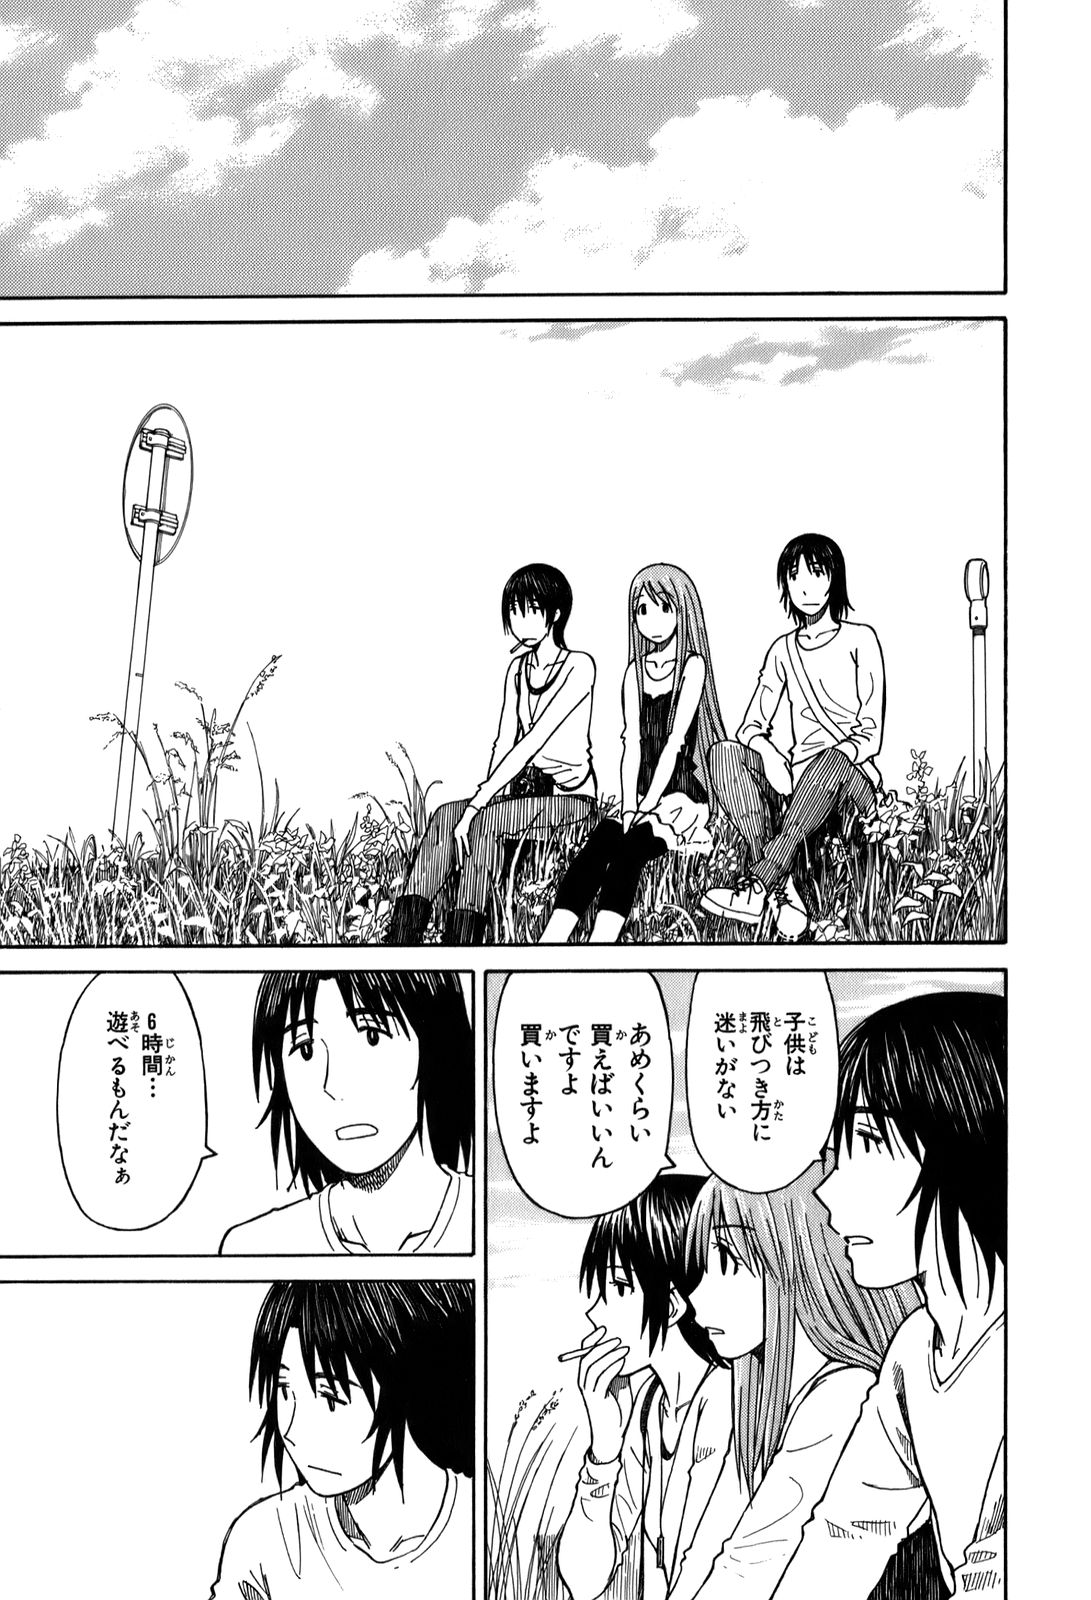 子供は
飛びつき方に
迷いがない
あめくらい
買えばいいん
ですよ
買いますよ
6時間…
遊べるもんだなぁ